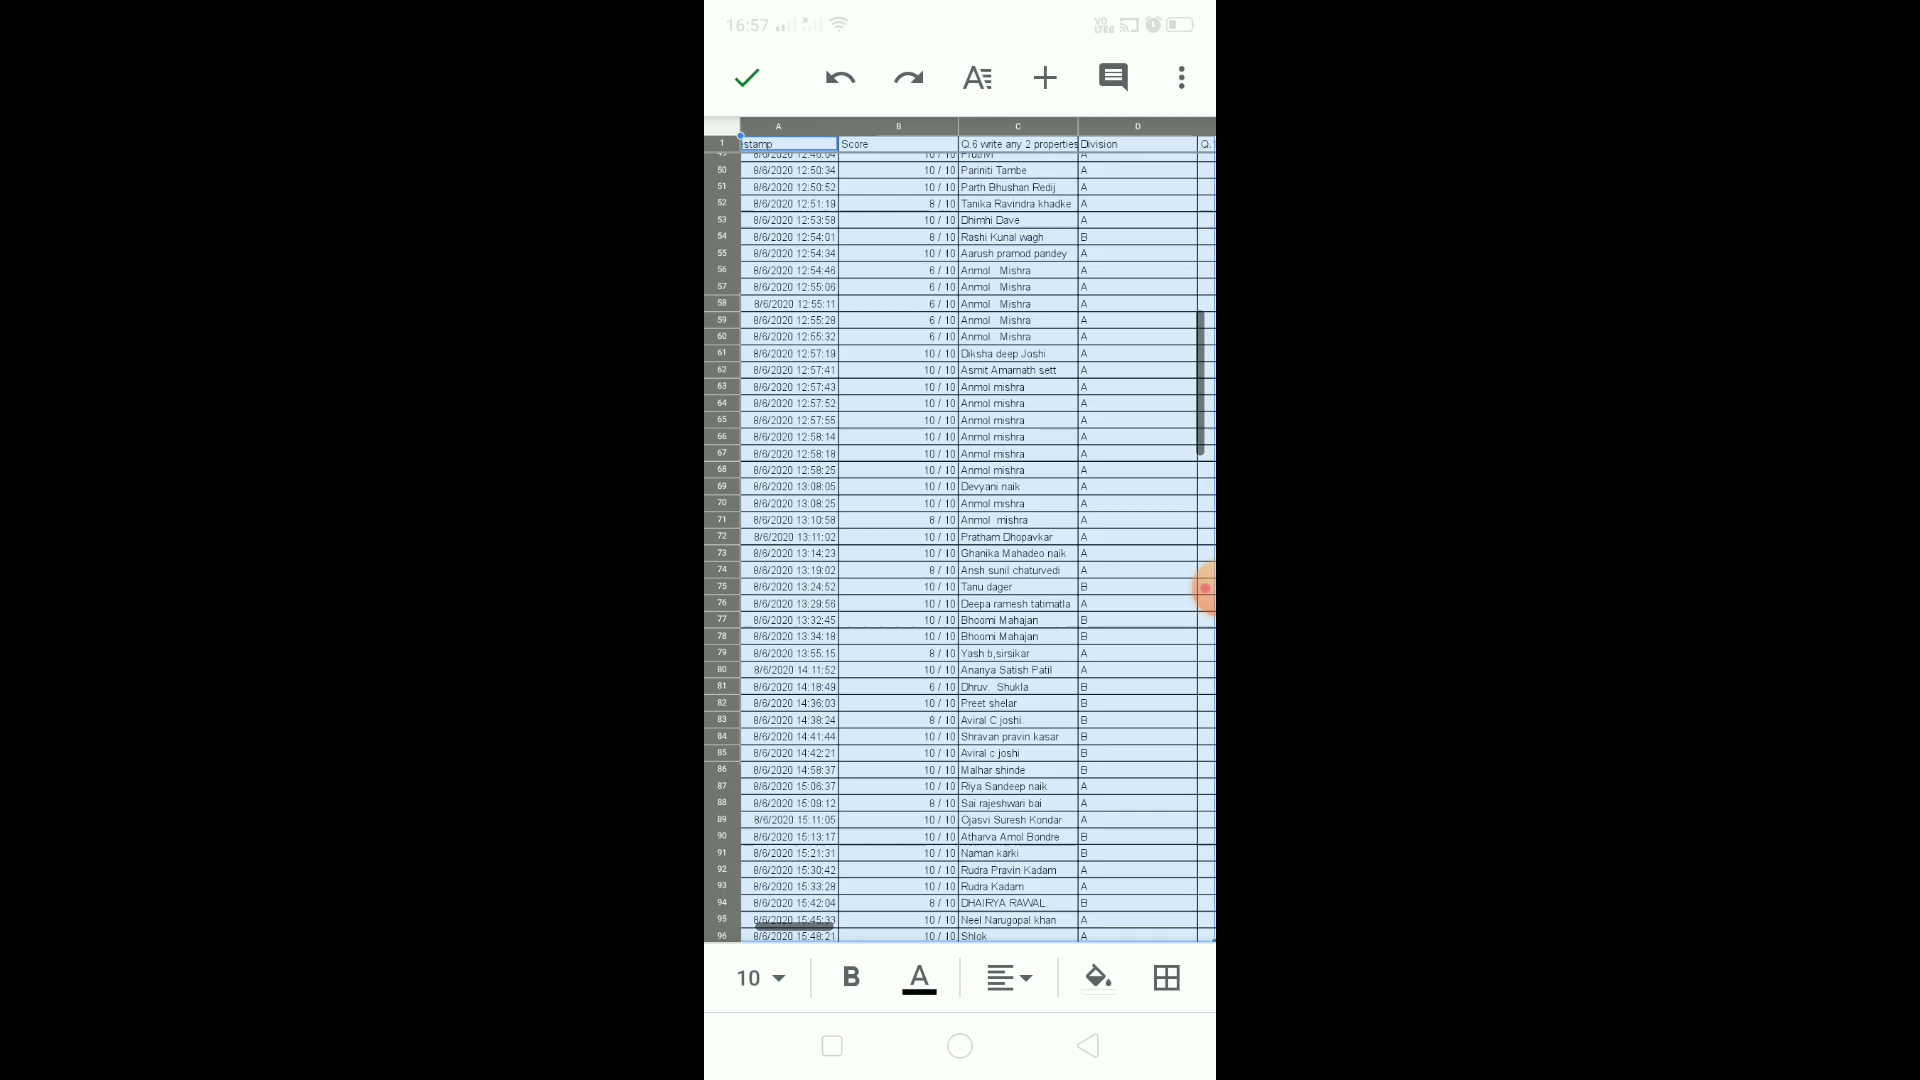 16:57 VO LTE
A B C D
1 stamp Score Q.6 write any 2 properties Division Q.
49 8/6/2020 12:46:04 10 / 10 Pruthvi A
50 8/6/2020 12:50:34 10 / 10 Pariniti Tambe A
51 8/6/2020 12:50:52 10 / 10 Parth Bhushan Redij A
52 8/6/2020 12:51:19 8 / 10 Tanika Ravindra khadke A
53 8/6/2020 12:53:58 10 / 10 Dhimhi Dave A
54 8/6/2020 12:54:01 8 / 10 Rashi Kunal wagh B
55 8/6/2020 12:54:34 10 / 10 Aarush pramod pandey A
56 8/6/2020 12:54:46 6 / 10 Anmol Mishra A
57 8/6/2020 12:55:06 6 / 10 Anmol Mishra A
58 8/6/2020 12:55:11 6 / 10 Anmol Mishra A
59 8/6/2020 12:55:28 6 / 10 Anmol Mishra A
60 8/6/2020 12:55:32 6 / 10 Anmol Mishra A
61 8/6/2020 12:57:19 10 / 10 Diksha deep Joshi A
62 8/6/2020 12:57:41 10 / 10 Asmit Amarnath sett A
63 8/6/2020 12:57:43 10 / 10 Anmol mishra A
64 8/6/2020 12:57:52 10 / 10 Anmol mishra A
65 8/6/2020 12:57:55 10 / 10 Anmol mishra A
66 8/6/2020 12:58:14 10 / 10 Anmol mishra A
67 8/6/2020 12:58:18 10 / 10 Anmol mishra A
68 8/6/2020 12:58:25 10 / 10 Anmol mishra A
69 8/6/2020 13:08:05 10 / 10 Devyani naik A
70 8/6/2020 13:08:25 10 / 10 Anmol mishra A
71 8/6/2020 13:10:58 8 / 10 Anmol mishra A
72 8/6/2020 13:11:02 10 / 10 Pratham Dhopavkar A
73 8/6/2020 13:14:23 10 / 10 Ghanika Mahadeo naik A
74 8/6/2020 13:19:02 8 / 10 Ansh sunil chaturvedi A
75 8/6/2020 13:24:52 10 / 10 Tanu dager B
76 8/6/2020 13:29:56 10 / 10 Deepa ramesh tatimatla A
77 8/6/2020 13:32:45 10 / 10 Bhoomi Mahajan B
78 8/6/2020 13:34:18 10 / 10 Bhoomi Mahajan B
79 8/6/2020 13:55:15 8 / 10 Yash b,sirsikar A
80 8/6/2020 14:11:52 10 / 10 Ananya Satish Patil A
81 8/6/2020 14:18:49 6 / 10 Dhruv. Shukla B
82 8/6/2020 14:36:03 10 / 10 Preet shelar B
83 8/6/2020 14:38:24 8 / 10 Aviral C joshi. B
84 8/6/2020 14:41:44 10 / 10 Shravan pravin kasar B
85 8/6/2020 14:42:21 10 / 10 Aviral c joshi B
86 8/6/2020 14:58:37 10 / 10 Malhar shinde B
87 8/6/2020 15:06:37 10 / 10 Riya Sandeep naik A
88 8/6/2020 15:09:12 8 / 10 Sai rajeshwari bai A
89 8/6/2020 15:11:05 10 / 10 Ojasvi Suresh Kondar A
90 8/6/2020 15:13:17 10 / 10 Atharva Amol Bondre B
91 8/6/2020 15:21:31 10 / 10 Naman karki B
92 8/6/2020 15:30:42 10 / 10 Rudra Pravin Kadam A
93 8/6/2020 15:33:28 10 / 10 Rudra Kadam A
94 8/6/2020 15:42:04 8 / 10 DHAIRYA RAWAL B
95 8/6/2020 15:45:33 10 / 10 Neel Narugopal khan A
96 8/6/2020 15:48:21 10 / 10 Shlok A
10 B A